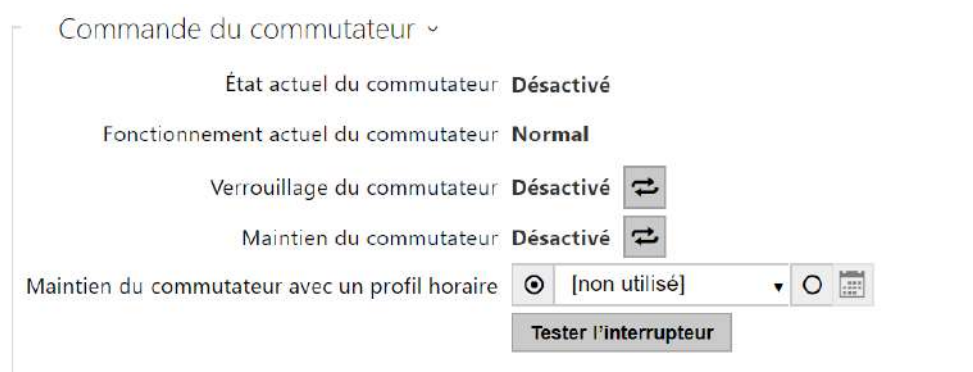 Commande du commutateur
État actuel du commutateur Désactivé
Fonctionnement actuel du commutateur Normal
Verrouillage du commutateur Désactivé
Maintien du commutateur Désactivé
Maintien du commutateur avec un profil horaire [non utilisé]
Tester l'interrupteur